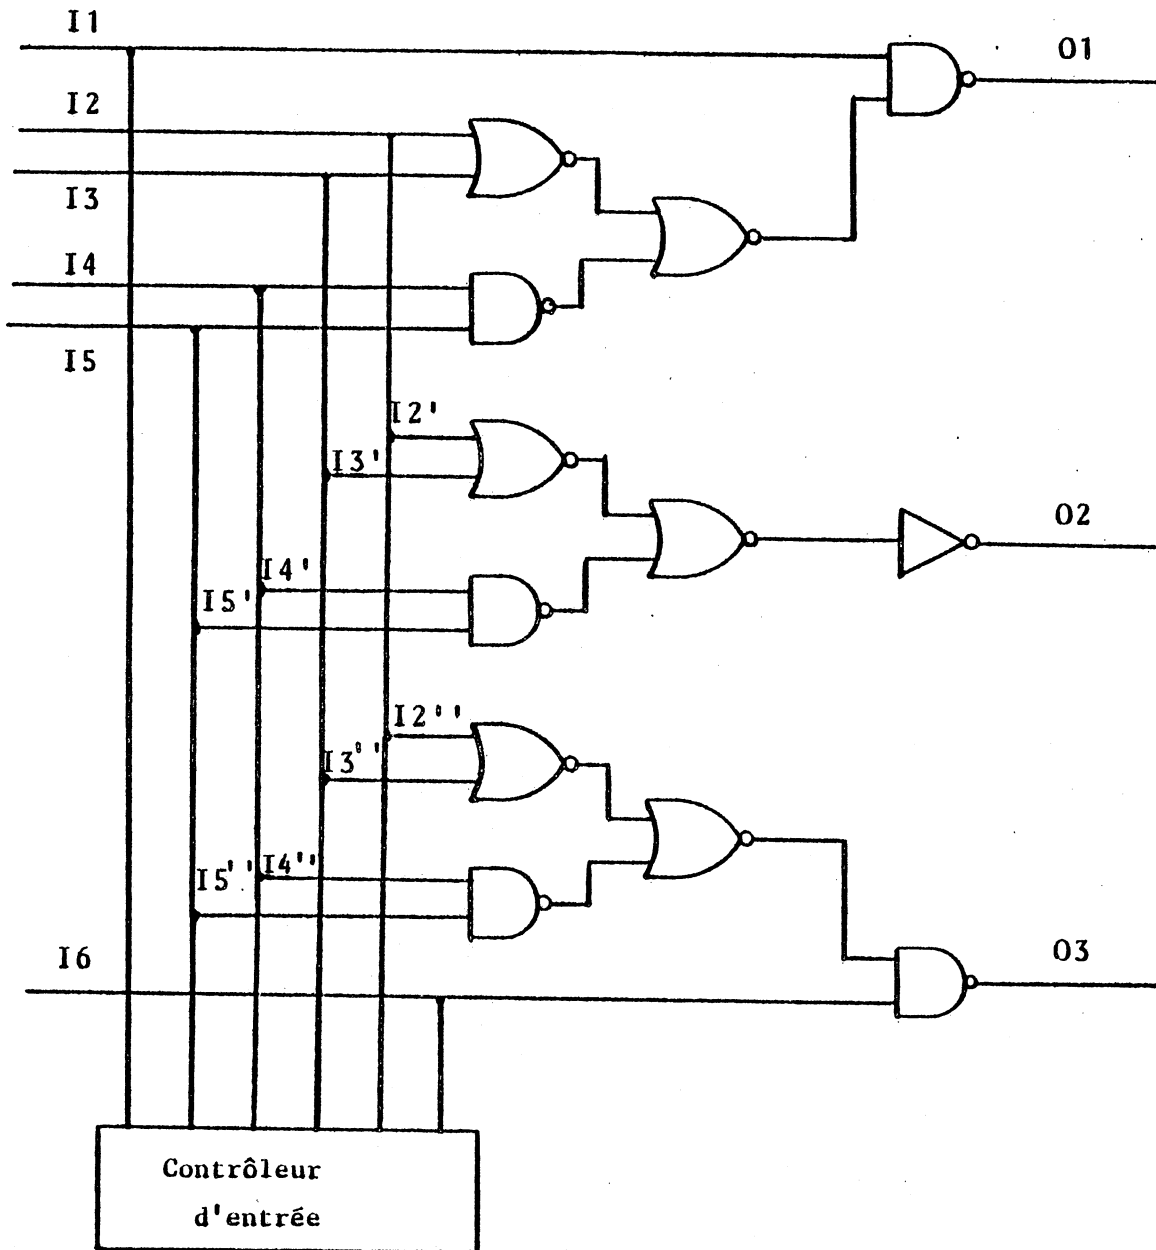 I1
O1
I2
I3
I4
I5
I2'
I3'
O2
I4'
I5'
I2''
I3''
I5''
I4''
I6
O3
Contrôleur
d'entrée